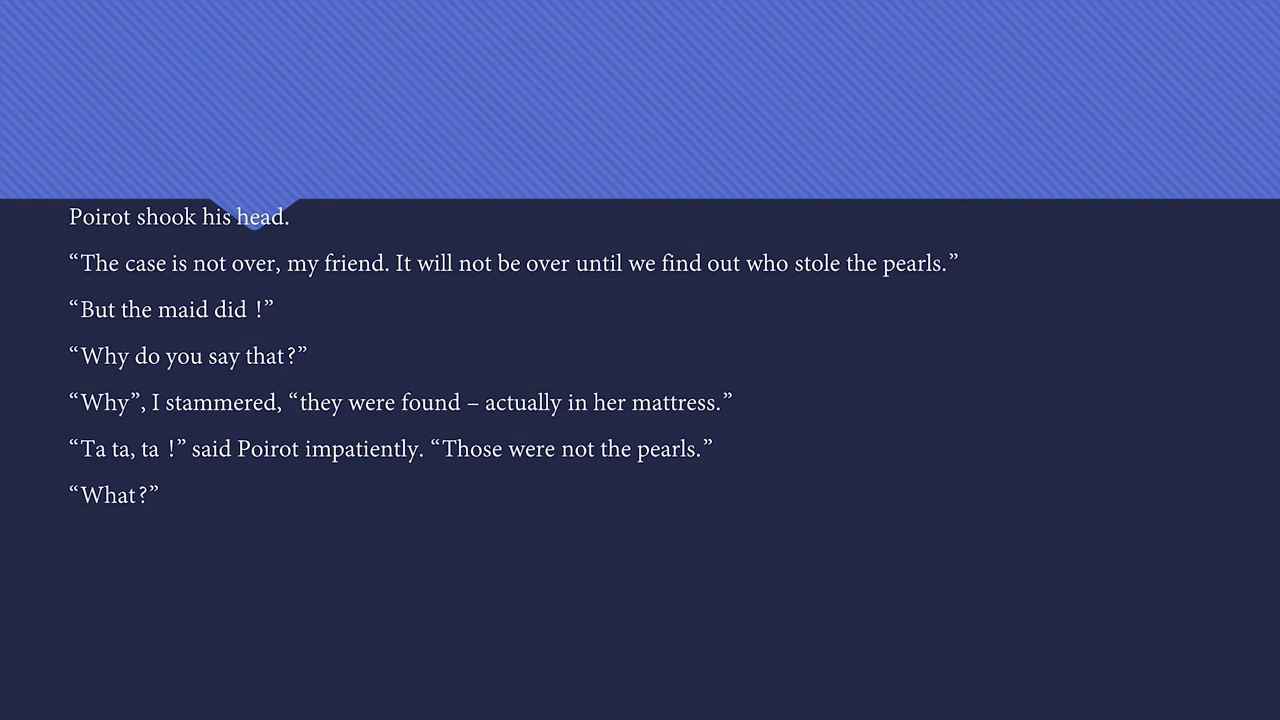 Poirot shook his head.
“The case is not over, my friend. It will not be over until we find out who stole the pearls.”
“But the maid did !”
“Why do you say that?”
“Why”, I stammered, “they were found – actually in her mattress.”
“Ta ta, ta !” said Poirot impatiently. “Those were not the pearls.”
“What?”